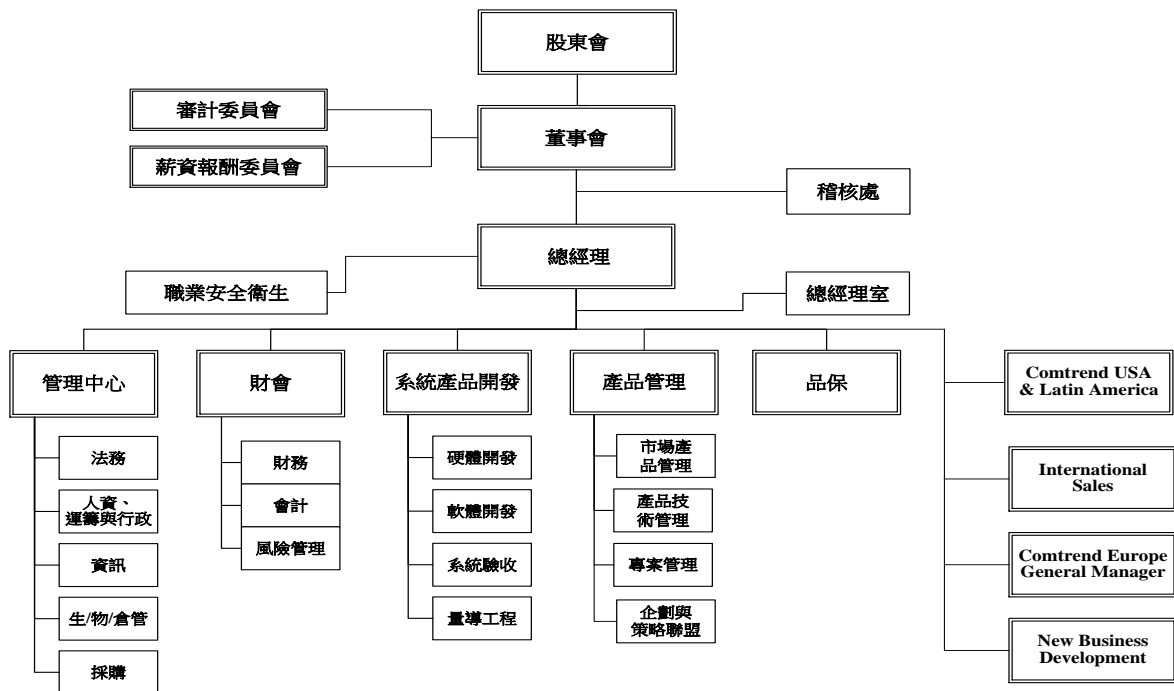 股東會
審計委員會
董事會
薪資報酬委員會
稽核處
總經理
職業安全衛生
總經理室
管理中心
財會
系統產品開發
產品管理
品保
Comtrend USA
& Latin America
法務
人資、
運籌與行政
資訊
生/物/倉管
採購
財務
會計
風險管理
硬體開發
軟體開發
系統驗收
量導工程
市場產
品管理
產品技
術管理
專案管理
企劃與
策略聯盟
International
Sales
Comtrend Europe
General Manager
New Business
Development